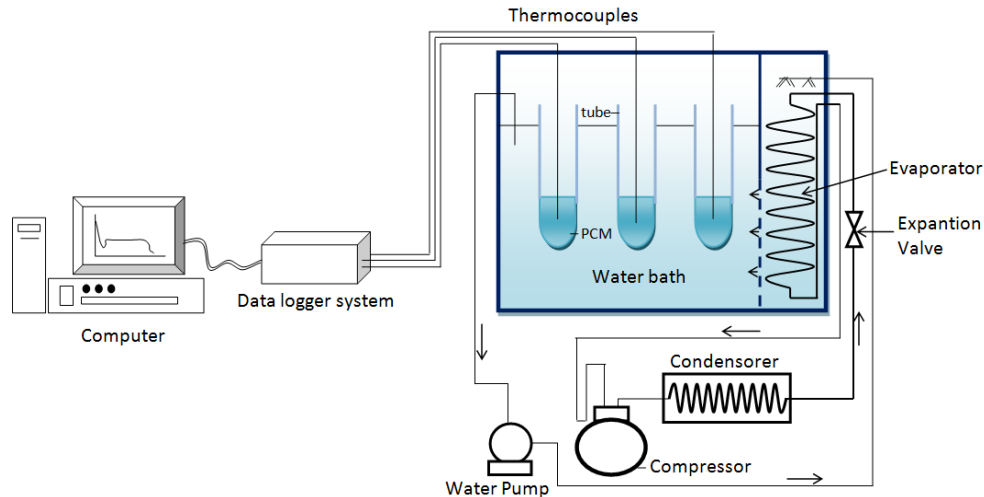 Thermocouples
tube
PCM
Water bath
Evaporator
Expantion
Valve
Data logger system
Computer
Condensorer
Compressor
Water Pump